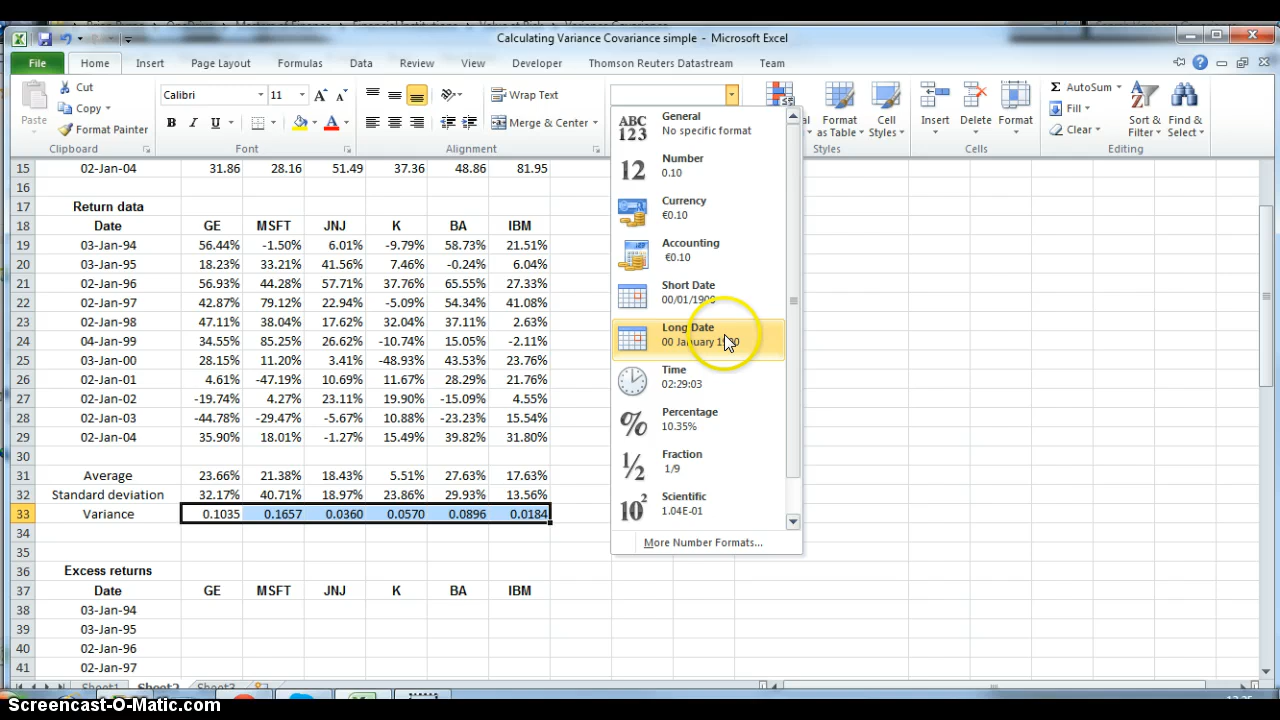 Calculating Variance Covariance simple - Microsoft Excel
File Home Insert Page Layout Formulas Data Review View Developer Thomson Reuters Datastream Team
Paste
Cut
Copy
Format Painter
Clipboard
Calibri 11
B I U
Font
Wrap Text
Merge & Center
Alignment
Format as Table
Cell Styles
Styles
Insert Delete Format
Cells
AutoSum
Fill
Clear
Sort & Filter
Find & Select
Editing
15 02-Jan-04 31.86 28.16 51.49 37.36 48.86 81.95
16
17 Return data
18 Date GE MSFT JNJ K BA IBM
19 03-Jan-94 56.44% -1.50% 6.01% -9.79% 58.73% 21.51%
20 03-Jan-95 18.23% 33.21% 41.56% 7.46% -0.24% 6.04%
21 02-Jan-96 56.93% 44.28% 57.71% 37.76% 65.55% 27.33%
22 02-Jan-97 42.87% 79.12% 22.94% -5.09% 54.34% 41.08%
23 02-Jan-98 47.11% 38.04% 17.62% 32.04% 37.11% 2.63%
24 04-Jan-99 34.55% 85.25% 26.62% -10.74% 15.05% -2.11%
25 03-Jan-00 28.15% 11.20% 3.41% -48.93% 43.53% 23.76%
26 02-Jan-01 4.61% -47.19% 10.69% 11.67% 28.29% 21.76%
27 02-Jan-02 -19.74% 4.27% 23.11% 19.90% -15.09% 4.55%
28 02-Jan-03 -44.78% -29.47% -5.67% 10.88% -23.23% 15.54%
29 02-Jan-04 35.90% 18.01% -1.27% 15.49% 39.82% 31.80%
30
31 Average 23.66% 21.38% 18.43% 5.51% 27.63% 17.63%
32 Standard deviation 32.17% 40.71% 18.97% 23.86% 29.93% 13.56%
33 Variance 0.1035 0.1657 0.0360 0.0570 0.0896 0.0184
34
35
36 Excess returns
37 Date GE MSFT JNJ K BA IBM
38 03-Jan-94
39 03-Jan-95
40 02-Jan-96
41 02-Jan-97
ABC 123
General
No specific format
12
Number
0.10
Currency
€0.10
Accounting
€0.10
Short Date
00/01/1900
Long Date
00 January 1900
Time
02:29:03
%
Percentage
10.35%
½
Fraction
1/9
10²
Scientific
1.04E-01
More Number Formats...
Sheet1 Sheet2 Sheet3
Screencast-O-Matic.com